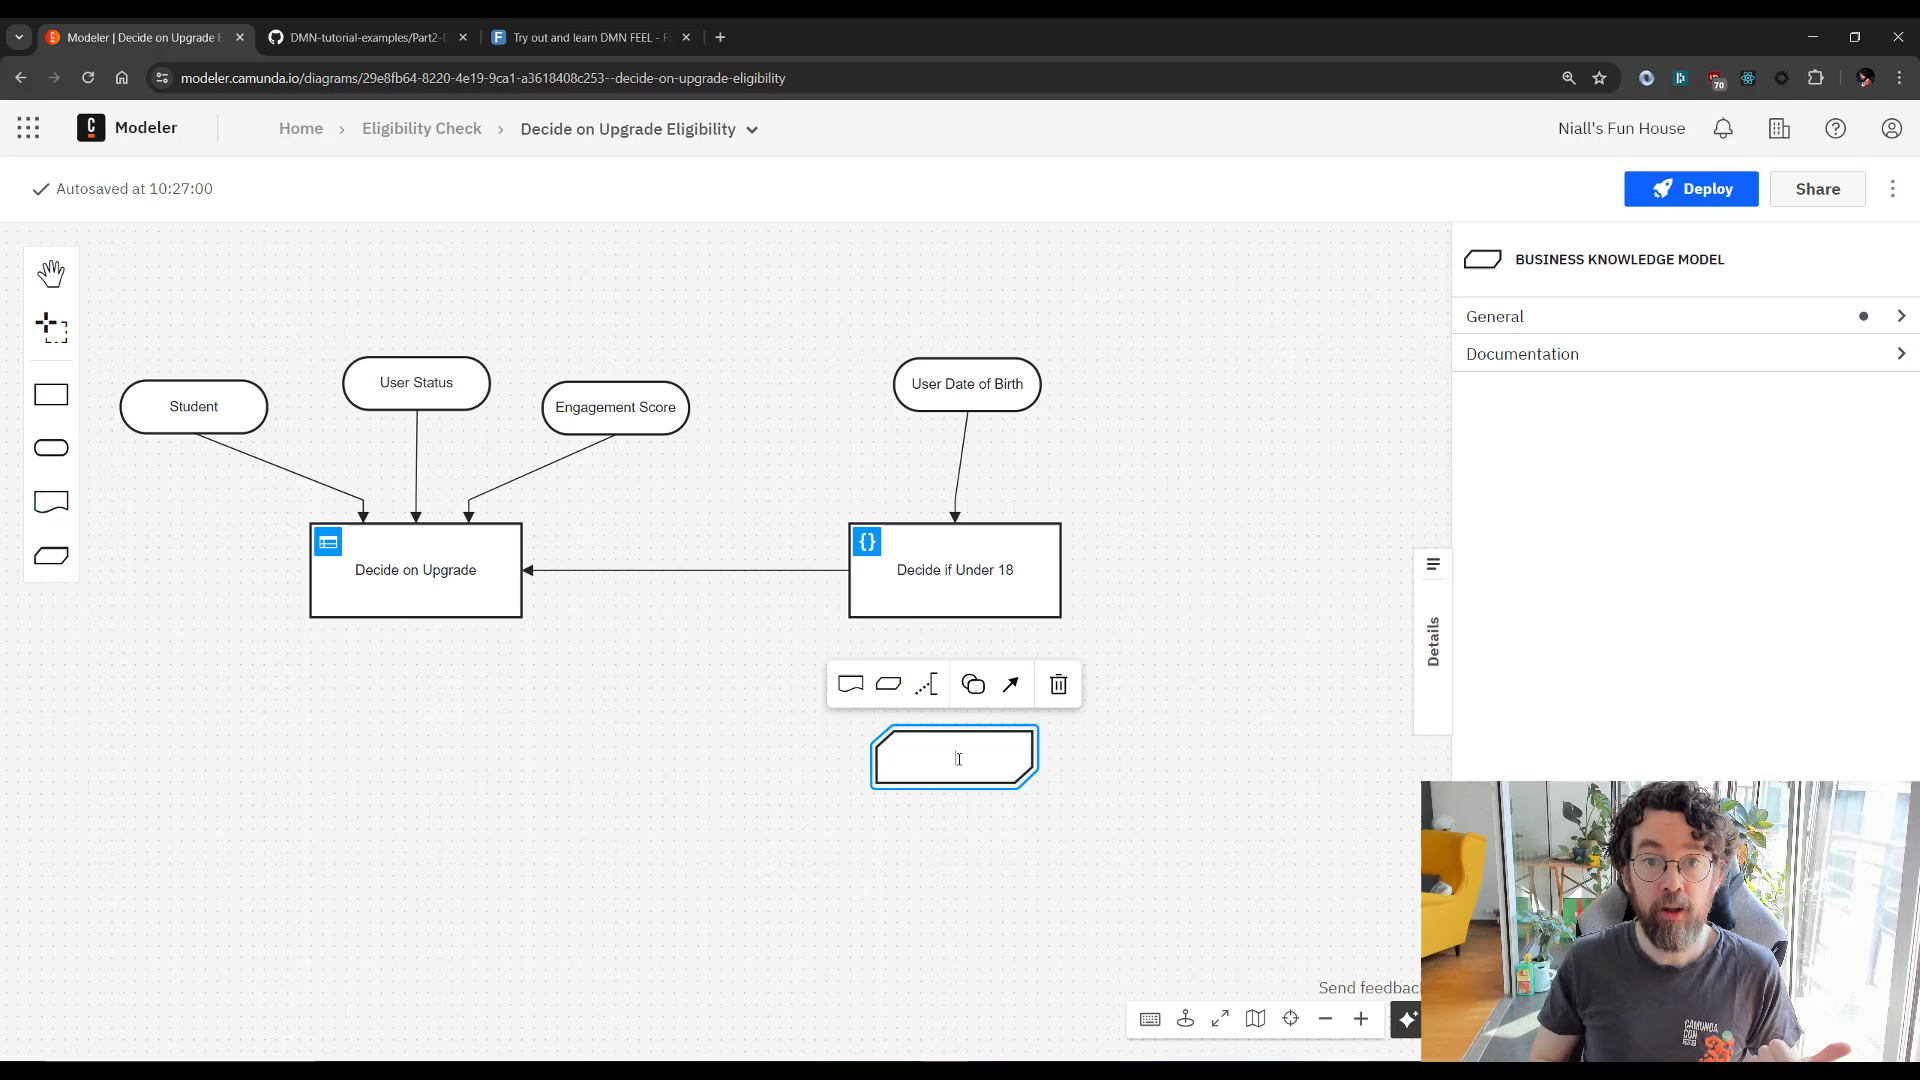 Modeler | Decide on Upgrade E
DMN-tutorial-examples/Part2-
Try out and learn DMN FEEL - F
modeler.camunda.io/diagrams/29e8fb64-8220-4e19-9ca1-a3618408c253--decide-on-upgrade-eligibility
70
C
Modeler
Home
Eligibility Check
Decide on Upgrade Eligibility
Niall's Fun House
Autosaved at 10:27:00
Deploy
Share
BUSINESS KNOWLEDGE MODEL
General
Documentation
Student
User Status
Engagement Score
User Date of Birth
{}
Decide on Upgrade
Decide if Under 18
Details
Send feedbac
CAMUNDA
CON